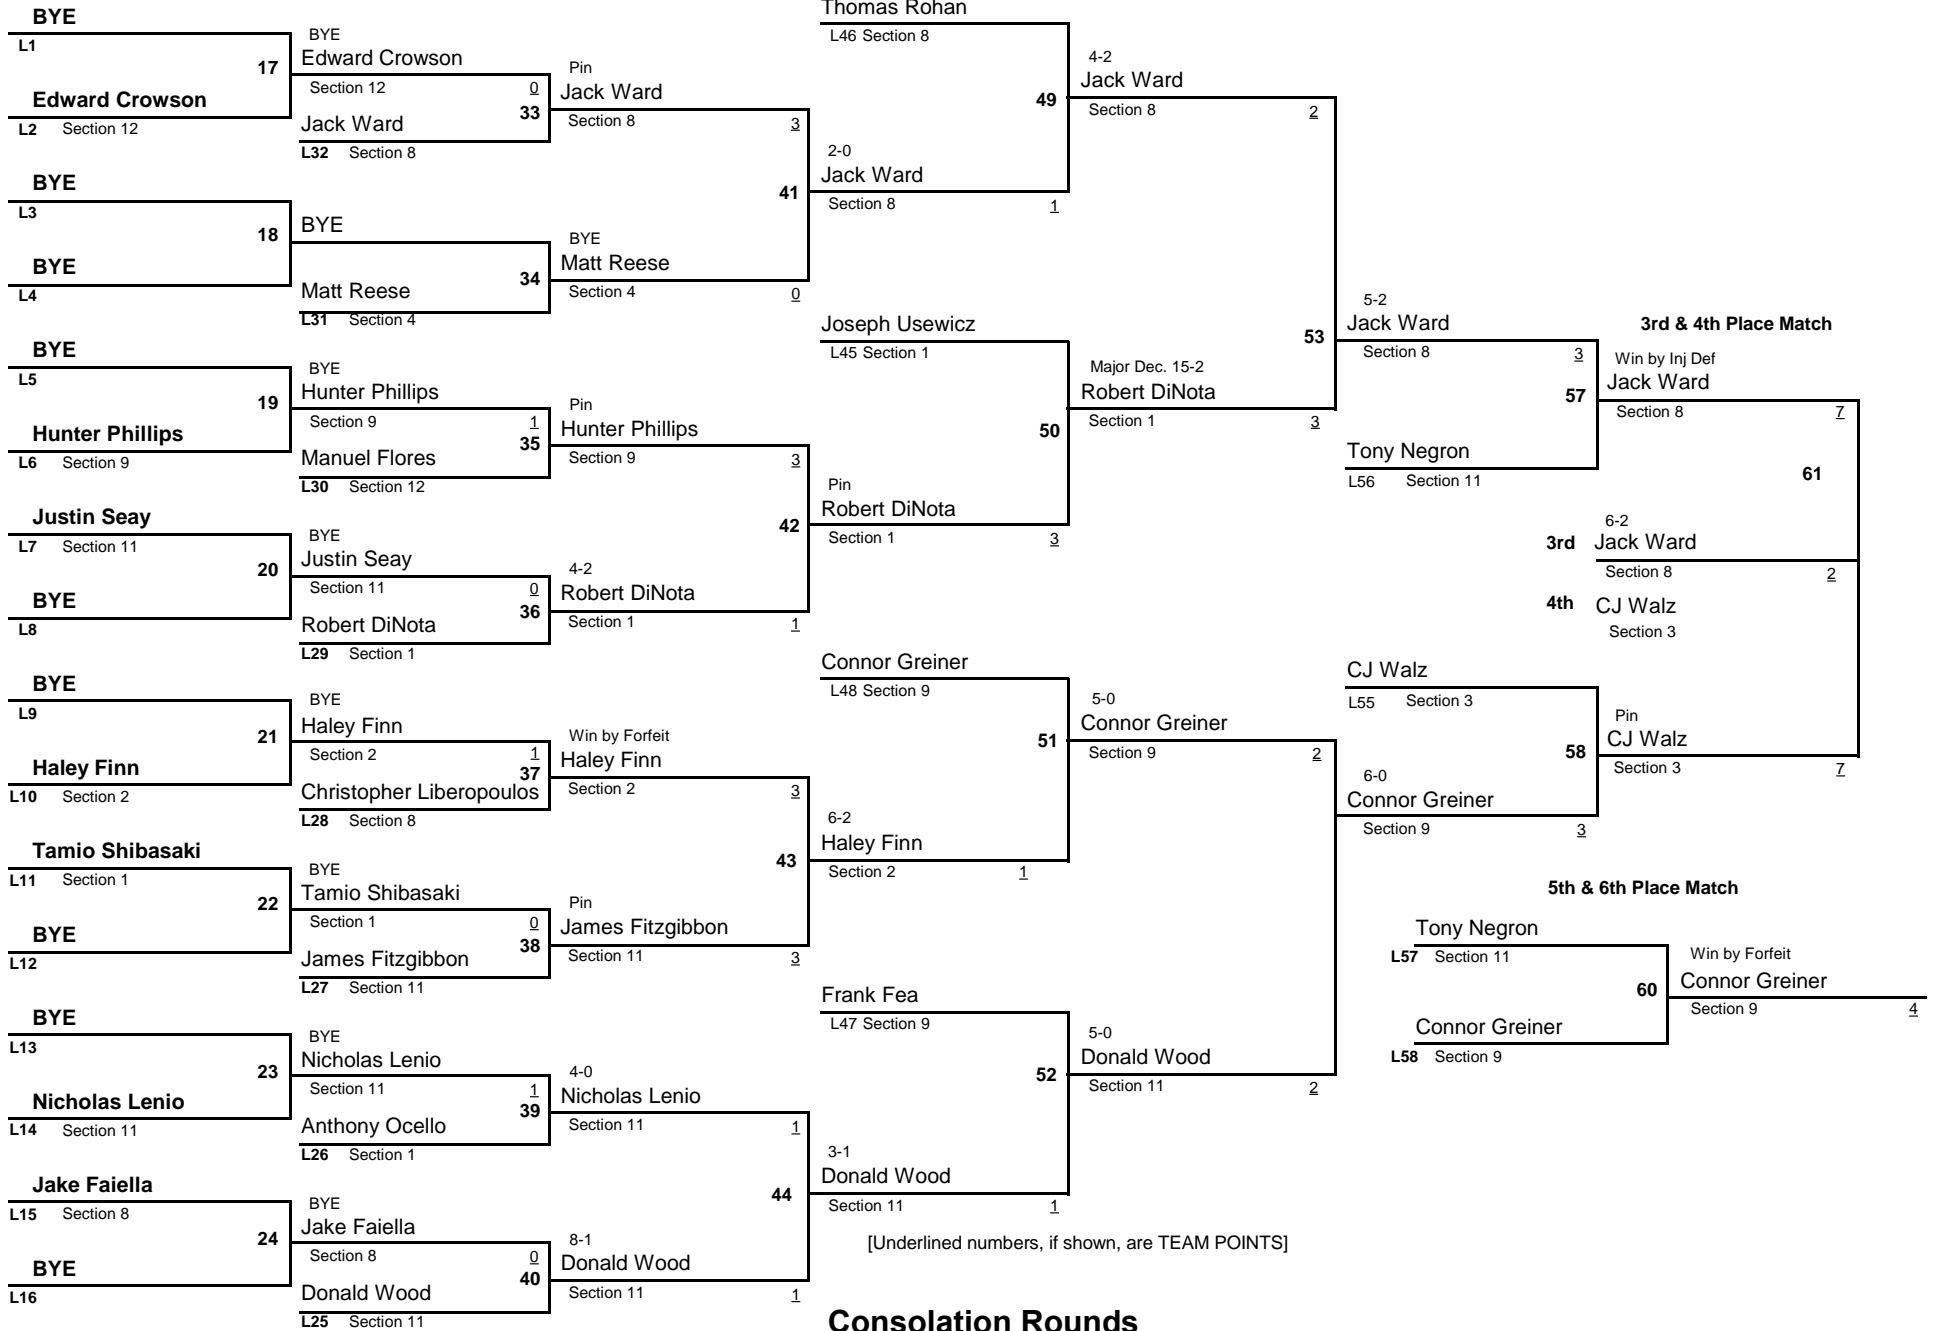 BYE
L1
17
Edward Crowson
L2 Section 12
BYE
L3
18
BYE
L4
BYE
L5
19
Hunter Phillips
L6 Section 9
Justin Seay
L7 Section 11
20
BYE
L8
BYE
L9
21
Haley Finn
L10 Section 2
Tamio Shibasaki
L11 Section 1
22
BYE
L12
BYE
L13
23
Nicholas Lenio
L14 Section 11
Jake Faiella
L15 Section 8
24
BYE
L16
BYE
Edward Crowson
Section 12 0
33
Jack Ward
L32 Section 8
BYE
34
Matt Reese
L31 Section 4
BYE
Hunter Phillips
Section 9 1
35
Manuel Flores
L30 Section 12
BYE
Justin Seay
Section 11 0
36
Robert DiNota
L29 Section 1
BYE
Haley Finn
Section 2 1
37
Christopher Liberopoulos
L28 Section 8
BYE
Tamio Shibasaki
Section 1 0
38
James Fitzgibbon
L27 Section 11
BYE
Nicholas Lenio
Section 11 1
39
Anthony Ocello
L26 Section 1
BYE
Jake Faiella
Section 8 0
40
Donald Wood
L25 Section 11
Pin
Jack Ward
Section 8 3
41
BYE
Matt Reese
Section 4 0
Pin
Hunter Phillips
Section 9 3
42
4-2
Robert DiNota
Section 1 1
Win by Forfeit
Haley Finn
Section 2 3
43
Pin
James Fitzgibbon
Section 11 3
4-0
Nicholas Lenio
Section 11 1
44
8-1
Donald Wood
Section 11 1
Thomas Rohan
L46 Section 8
49
2-0
Jack Ward
Section 8 1
Joseph Usewicz
L45 Section 1
50
Pin
Robert DiNota
Section 1 3
Connor Greiner
L48 Section 9
51
6-2
Haley Finn
Section 2 1
Frank Fea
L47 Section 9
52
3-1
Donald Wood
Section 11 1
4-2
Jack Ward
Section 8 2
53
Major Dec. 15-2
Robert DiNota
Section 1 3
5-0
Connor Greiner
Section 9 2
5-0
Donald Wood
Section 11 2
5-2
Jack Ward
Section 8 3
57
Tony Negron
L56 Section 11
CJ Walz
L55 Section 3
58
6-0
Connor Greiner
Section 9 3
3rd & 4th Place Match
Win by Inj Def
Jack Ward
Section 8 7
61
6-2
3rd Jack Ward
Section 8 2
4th CJ Walz
Section 3
Pin
CJ Walz
Section 3 7
5th & 6th Place Match
Tony Negron
L57 Section 11
60
Connor Greiner
L58 Section 9
Win by Forfeit
Connor Greiner
Section 9 4
[Underlined numbers, if shown, are TEAM POINTS]
Consolation Rounds